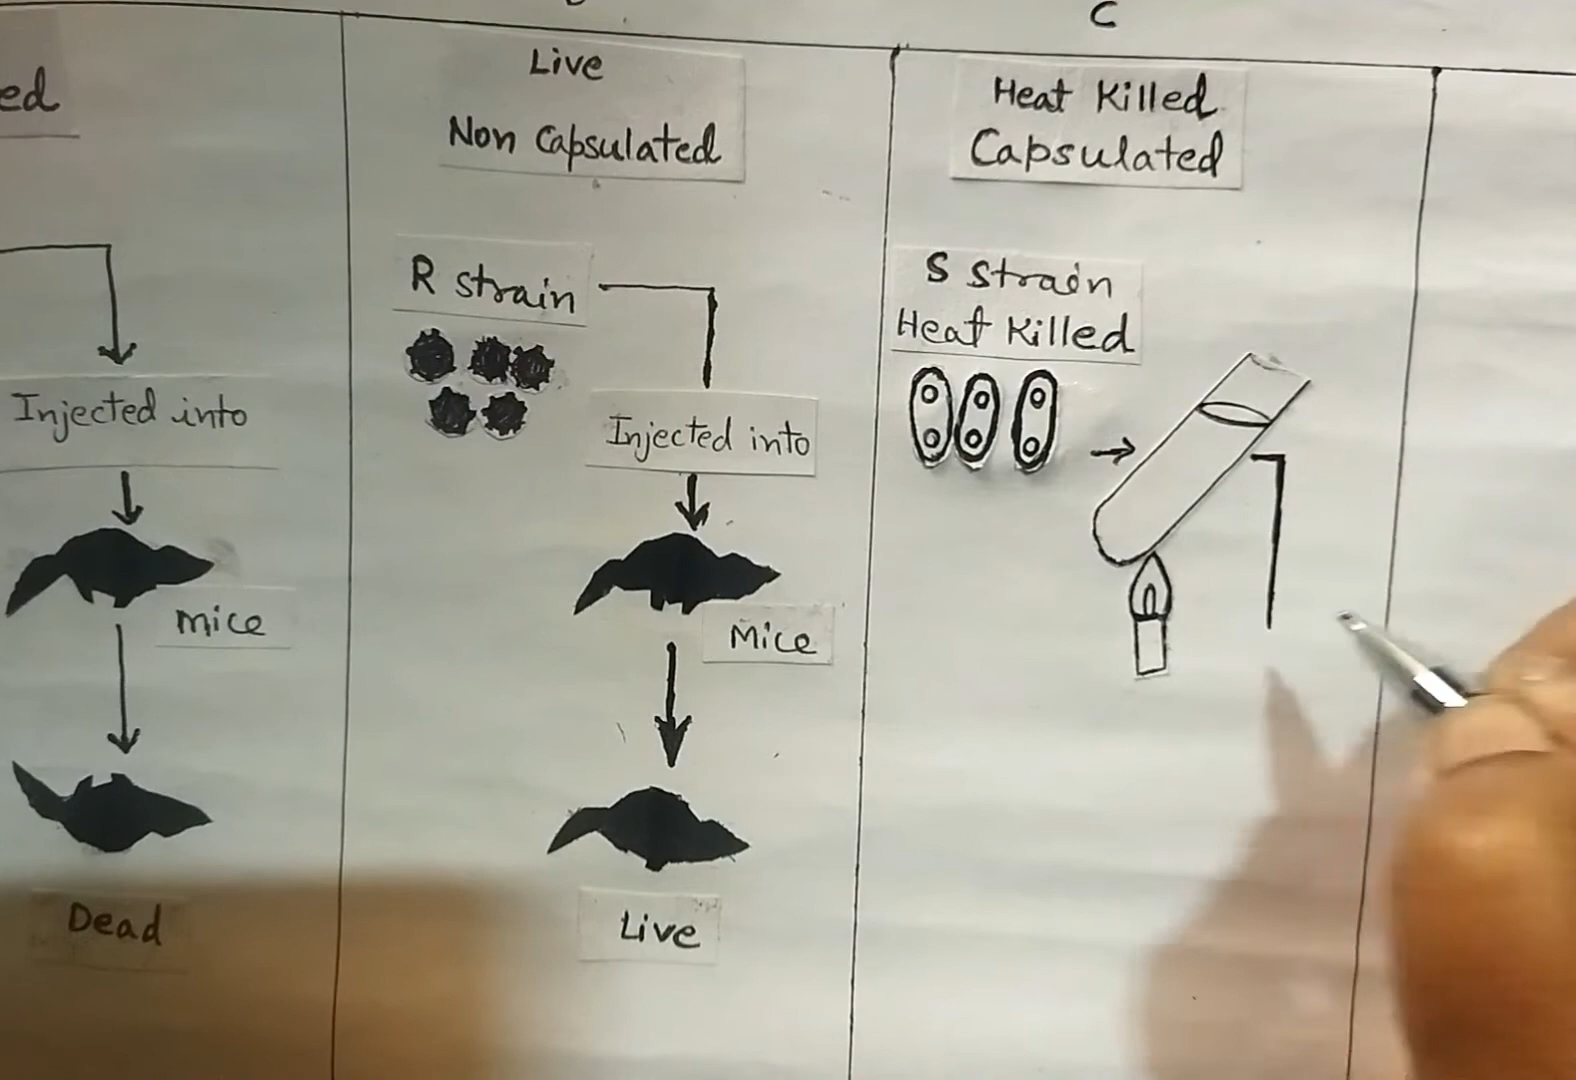 C
ed
Live
Non Capsulated
Heat Killed
Capsulated
R strain
S Strain
Heat Killed
Injected into
Injected into
mice
Mice
Dead
Live